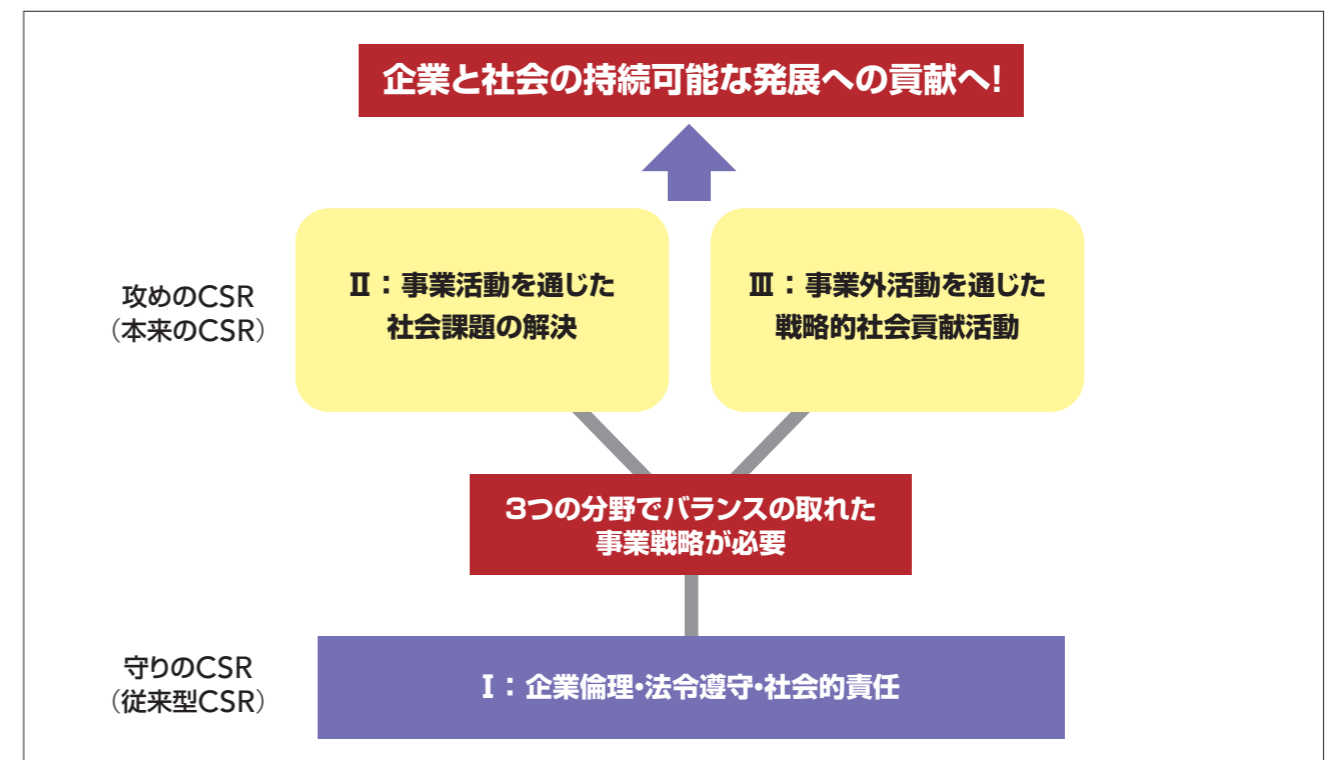 企業と社会の持続可能な発展への貢献へ!
攻めのCSR
(本来のCSR)
Ⅱ:事業活動を通じた
社会課題の解決
Ⅲ:事業外活動を通じた
戦略的社会貢献活動
3つの分野でバランスの取れた
事業戦略が必要
守りのCSR
(従来型CSR)
Ⅰ:企業倫理・法令遵守・社会的責任